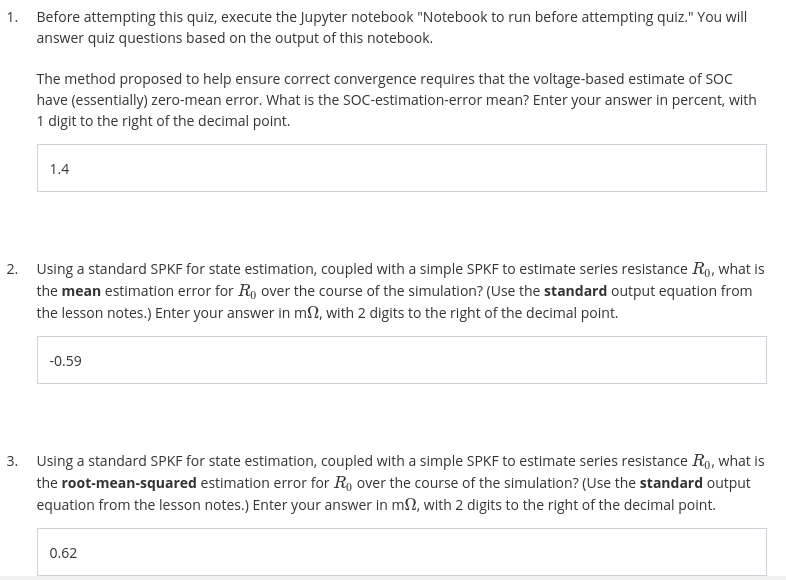 1. Before attempting this quiz, execute the Jupyter notebook "Notebook to run before attempting quiz." You will
answer quiz questions based on the output of this notebook.
The method proposed to help ensure correct convergence requires that the voltage-based estimate of SOC
have (essentially) zero-mean error. What is the SOC-estimation-error mean? Enter your answer in percent, with
1 digit to the right of the decimal point.
1.4
2. Using a standard SPKF for state estimation, coupled with a simple SPKF to estimate series resistance R₀, what is
the mean estimation error for R₀ over the course of the simulation? (Use the standard output equation from
the lesson notes.) Enter your answer in mΩ, with 2 digits to the right of the decimal point.
-0.59
3. Using a standard SPKF for state estimation, coupled with a simple SPKF to estimate series resistance R₀, what is
the root-mean-squared estimation error for R₀ over the course of the simulation? (Use the standard output
equation from the lesson notes.) Enter your answer in mΩ, with 2 digits to the right of the decimal point.
0.62